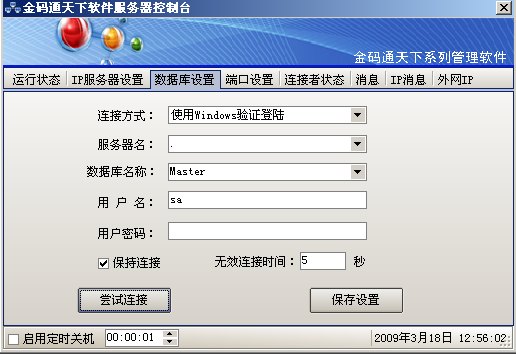 金码通天下软件服务器控制台
金码通天下系列管理软件
运行状态 IP服务器设置 数据库设置 端口设置 连接者状态 消息 IP消息 外网IP
连接方式： 使用Windows验证登陆
服务器名： .
数据库名称： Master
用 户 名： sa
用户密码：
保持连接 无效连接时间： 5 秒
尝试连接 保存设置
启用定时关机 00:00:01 2009年3月18日 12:56:02